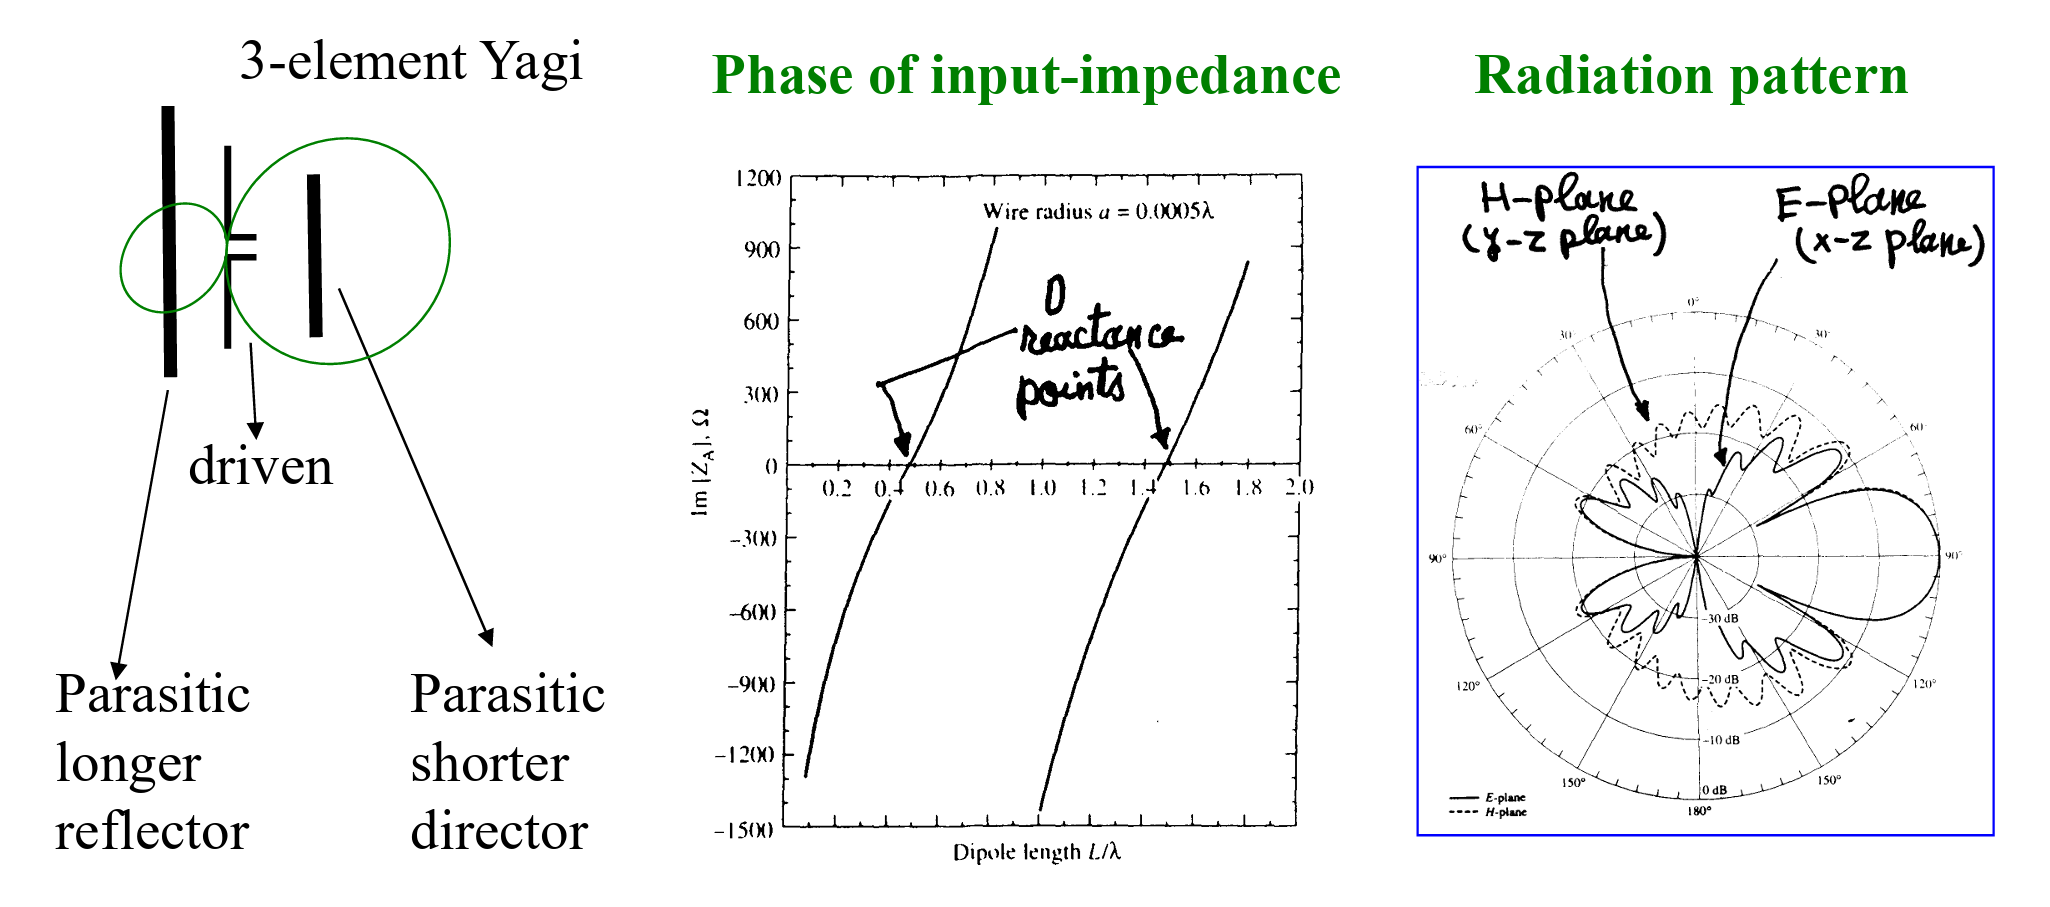 3-element Yagi
driven
Parasitic
longer
reflector
Parasitic
shorter
director
Phase of input-impedance
1200
900
600
300
0
–300
–600
–900
–1200
–1500
Im |Z_A|, Ω
Wire radius a = 0.0005λ
0
reactance
points
0.2 0.4 0.6 0.8 1.0 1.2 1.4 1.6 1.8 2.0
Dipole length L/λ
Radiation pattern
H-plane
(y-z plane)
E-plane
(x-z plane)
0°
30° 30°
60° 60°
90° 90°
120° 120°
150° 150°
180°
–30 dB
–20 dB
–10 dB
0 dB
E-plane
H-plane